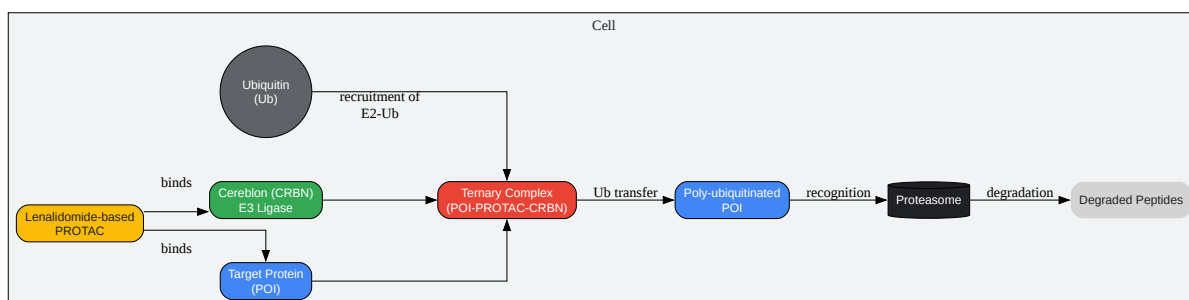 Cell
Ubiquitin
(Ub)
recruitment of
E2-Ub
binds
Cereblon (CRBN)
E3 Ligase
Lenalidomide-based
PROTAC
binds
Target Protein
(POI)
Ternary Complex
(POI-PROTAC-CRBN)
Ub transfer
Poly-ubiquitinated
POI
recognition
Proteasome
degradation
Degraded Peptides